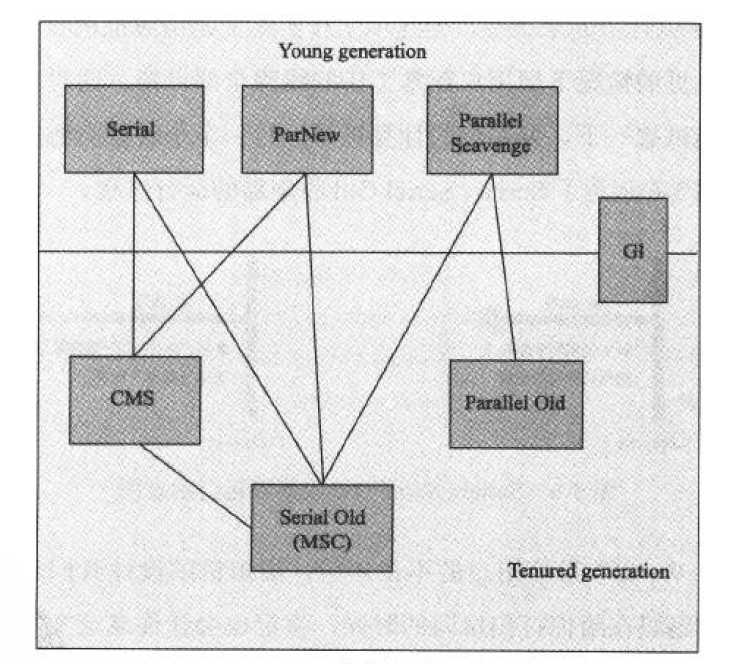 Young generation
Serial
ParNew
Parallel
Scavenge
G1
CMS
Parallel Old
Serial Old
(MSC)
Tenured generation